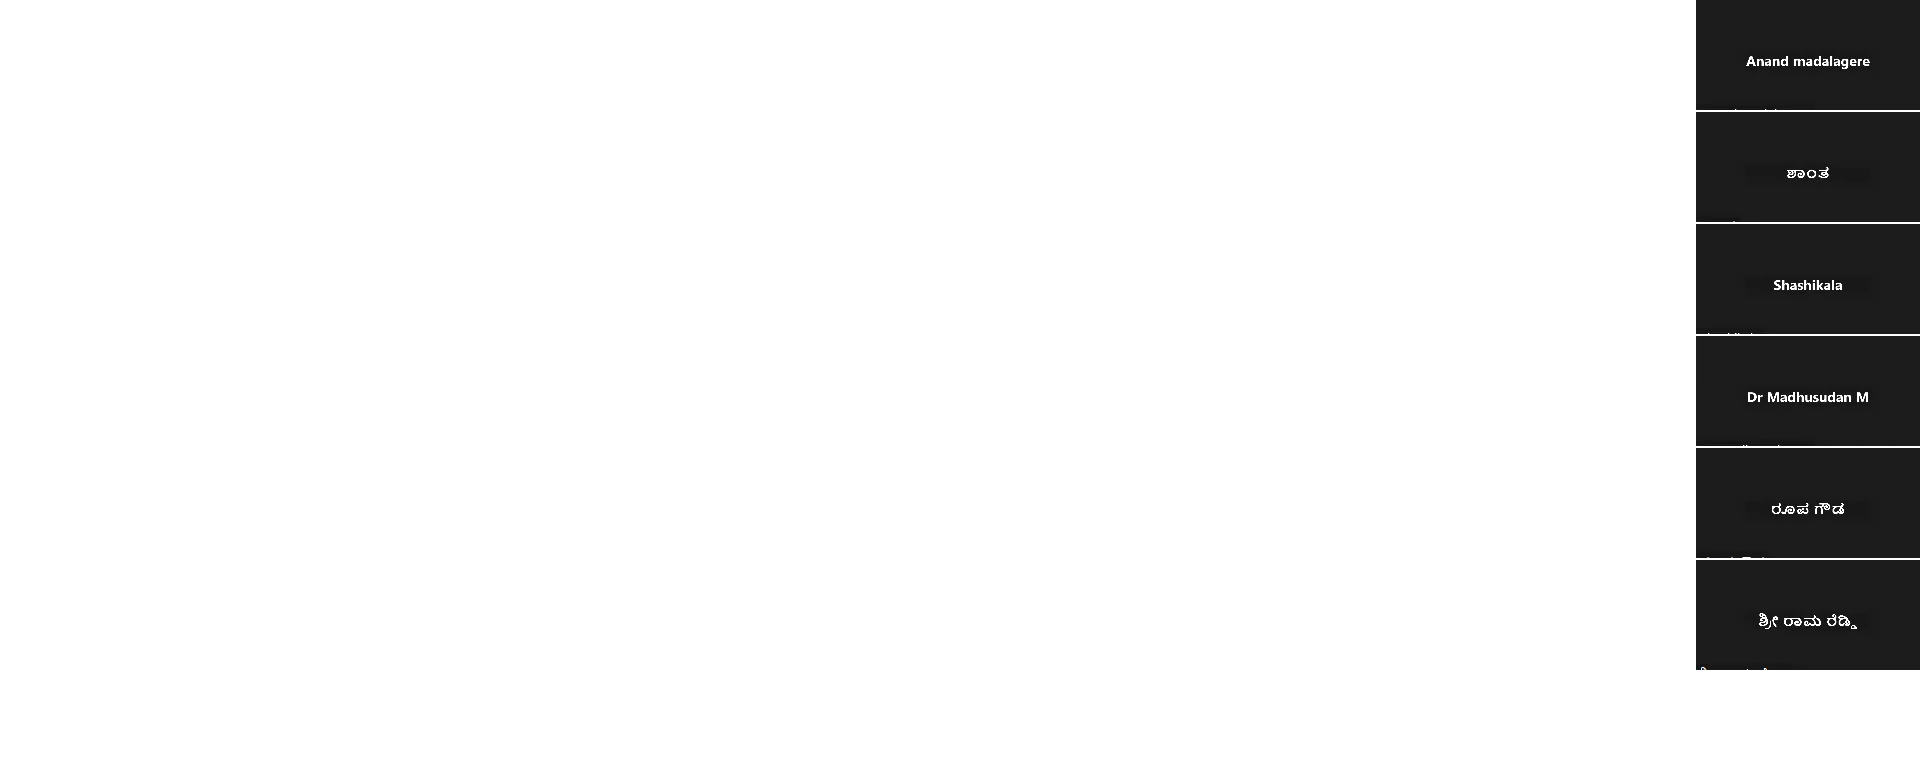 Anand madalagere
ಶಾಂತ
Shashikala
Dr Madhusudan M
ರೂಪ ಗೌಡ
ಶ್ರೀ ರಾಮ ರೆಡ್ಡಿ